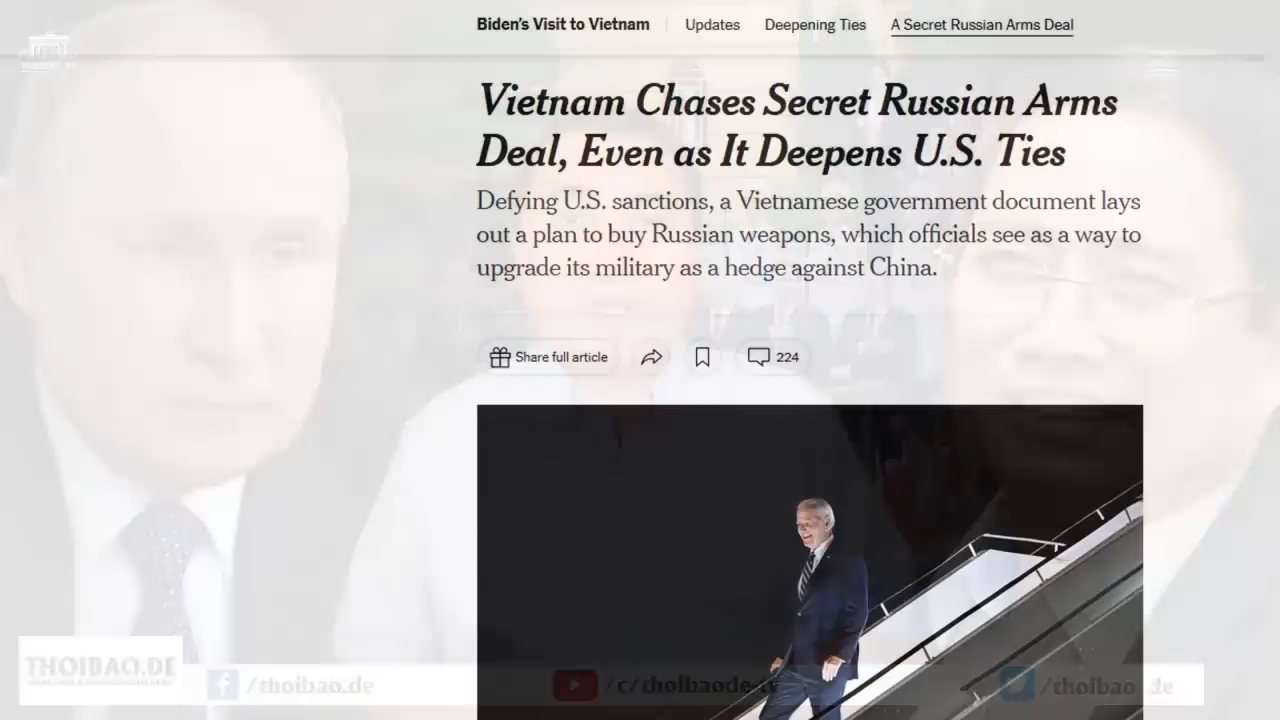 Biden's Visit to Vietnam Updates Deepening Ties A Secret Russian Arms Deal
Vietnam Chases Secret Russian Arms
Deal, Even as It Deepens U.S. Ties
Defying U.S. sanctions, a Vietnamese government document lays
out a plan to buy Russian weapons, which officials see as a way to
upgrade its military as a hedge against China.
Share full article 224
THOIBAO.DE
/thoibao.de /c/thoibaode-tv /thoibao_de